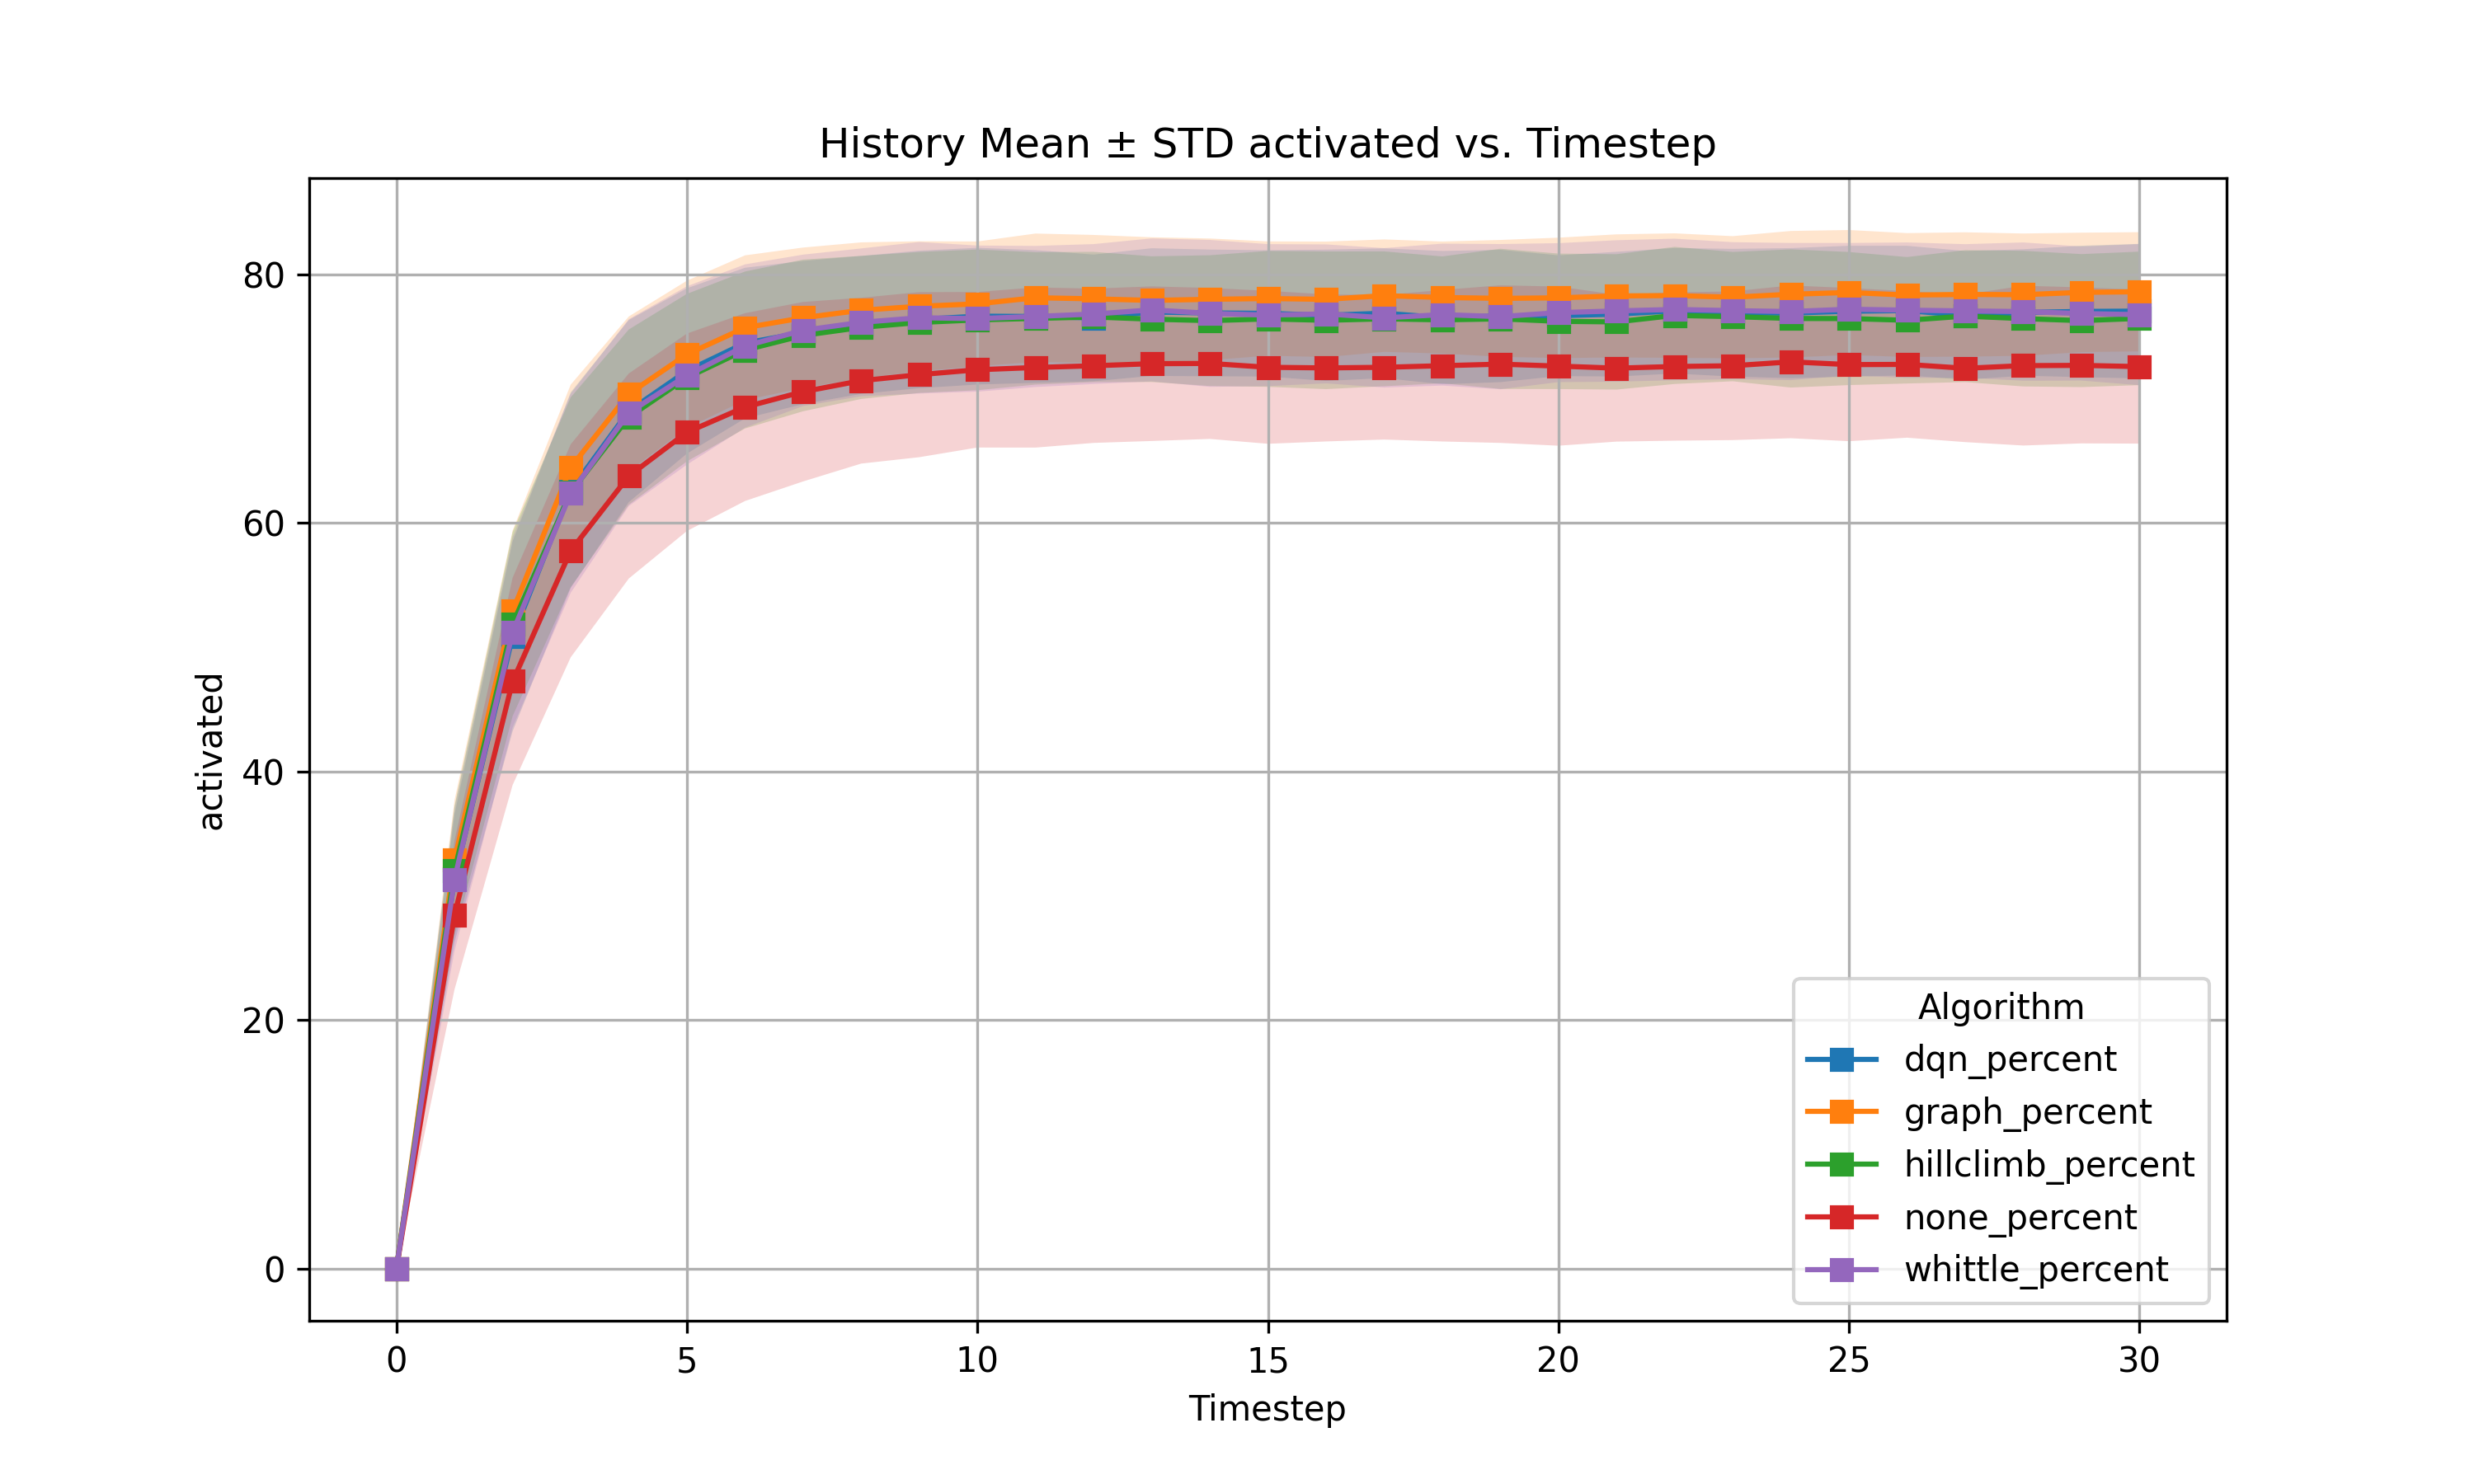 History Mean ± STD activated vs. Timestep
activated
80
60
40
20
0
0 5 10 15 20 25 30
Timestep
Algorithm
dqn_percent
graph_percent
hillclimb_percent
none_percent
whittle_percent